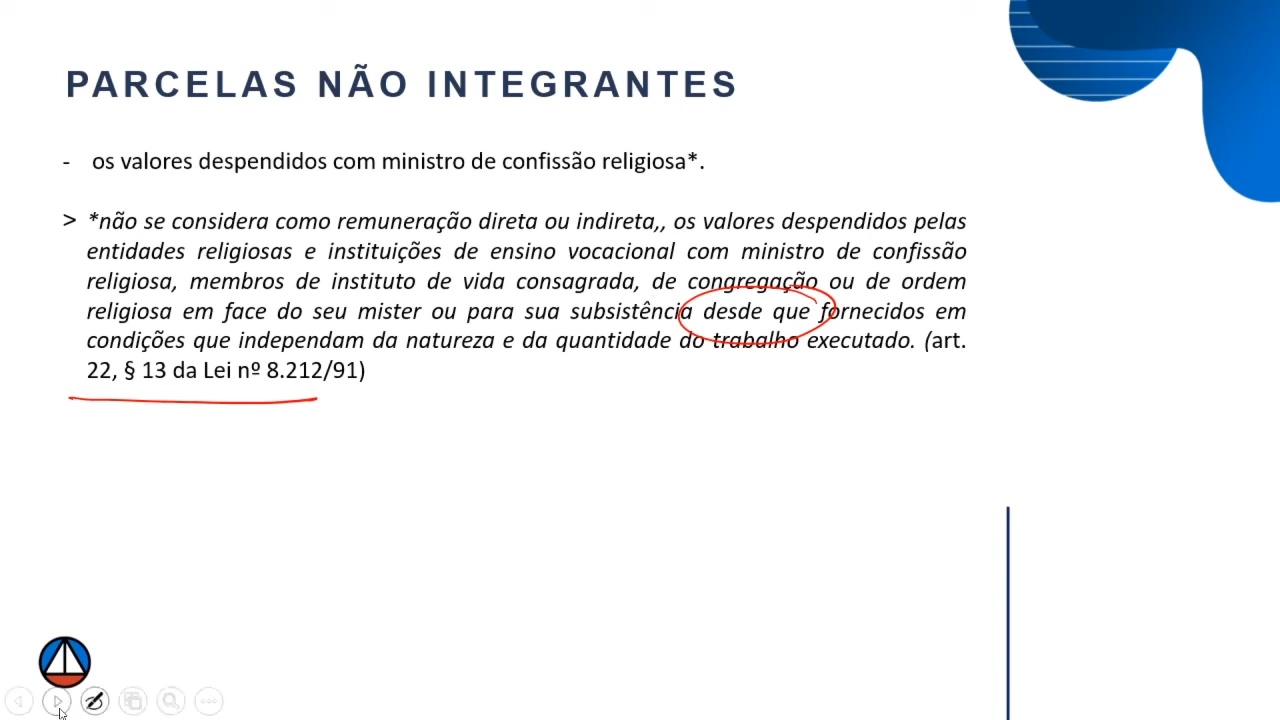 PARCELAS NÃO INTEGRANTES
- os valores despendidos com ministro de confissão religiosa*.
> *não se considera como remuneração direta ou indireta,, os valores despendidos pelas
entidades religiosas e instituições de ensino vocacional com ministro de confissão
religiosa, membros de instituto de vida consagrada, de congregação ou de ordem
religiosa em face do seu mister ou para sua subsistência desde que fornecidos em
condições que independam da natureza e da quantidade do trabalho executado. (art.
22, § 13 da Lei nº 8.212/91)